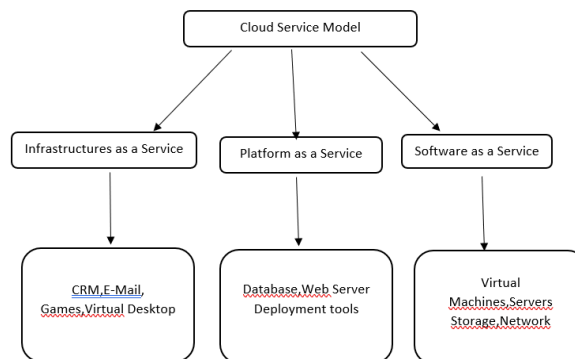 Cloud Service Model
Infrastructures as a Service
Platform as a Service
Software as a Service
CRM,E-Mail,
Games,Virtual Desktop
Database,Web Server
Deployment tools
Virtual
Machines,Servers
Storage,Network